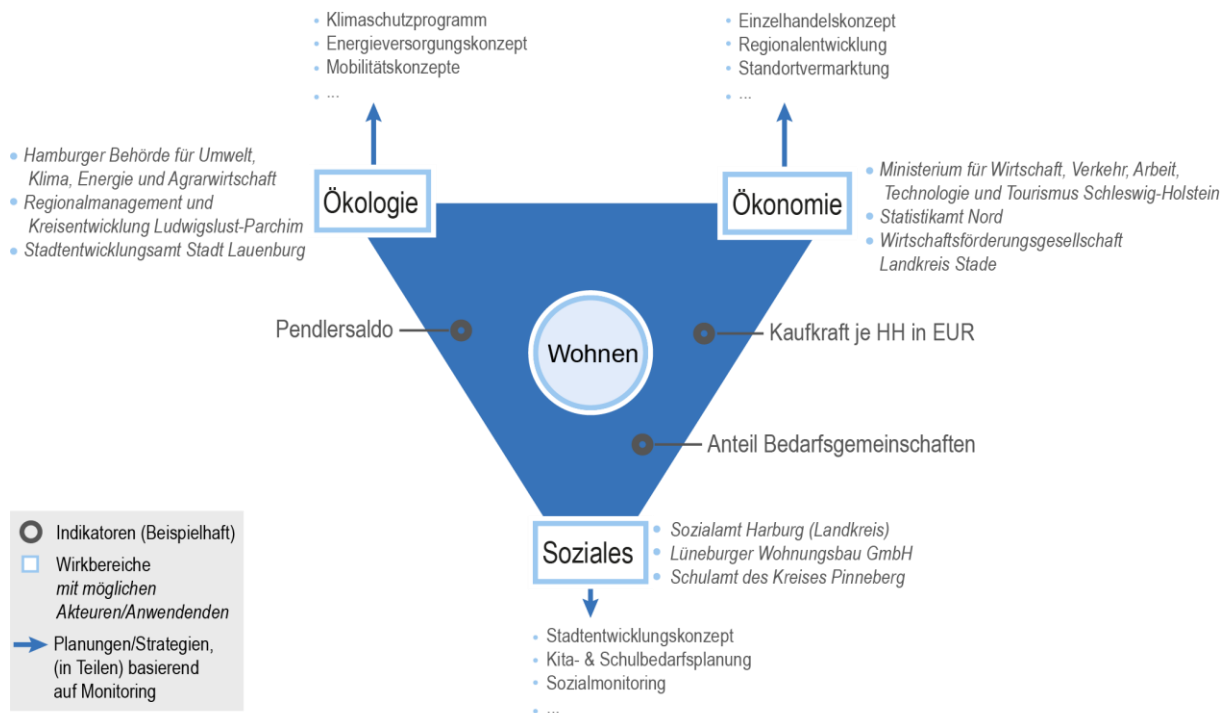 Klimaschutzprogramm
Energieversorgungskonzept
Mobilitätskonzepte
...
Einzelhandelskonzept
Regionalentwicklung
Standortvermarktung
...
Hamburger Behörde für Umwelt,
Klima, Energie und Agrarwirtschaft
Regionalmanagement und
Kreisentwicklung Ludwigslust-Parchim
Stadtentwicklungsamt Stadt Lauenburg
Ökologie
Ökonomie
Ministerium für Wirtschaft, Verkehr, Arbeit,
Technologie und Tourismus Schleswig-Holstein
Statistikamt Nord
Wirtschaftsförderungsgesellschaft
Landkreis Stade
Pendlersaldo
Wohnen
Kaufkraft je HH in EUR
Anteil Bedarfsgemeinschaften
Soziales
Sozialamt Harburg (Landkreis)
Lüneburger Wohnungsbau GmbH
Schulamt des Kreises Pinneberg
Stadtentwicklungskonzept
Kita- & Schulbedarfsplanung
Sozialmonitoring
...
Indikatoren (Beispielhaft)
Wirkbereiche
mit möglichen
Akteuren/Anwendenden
Planungen/Strategien,
(in Teilen) basierend
auf Monitoring